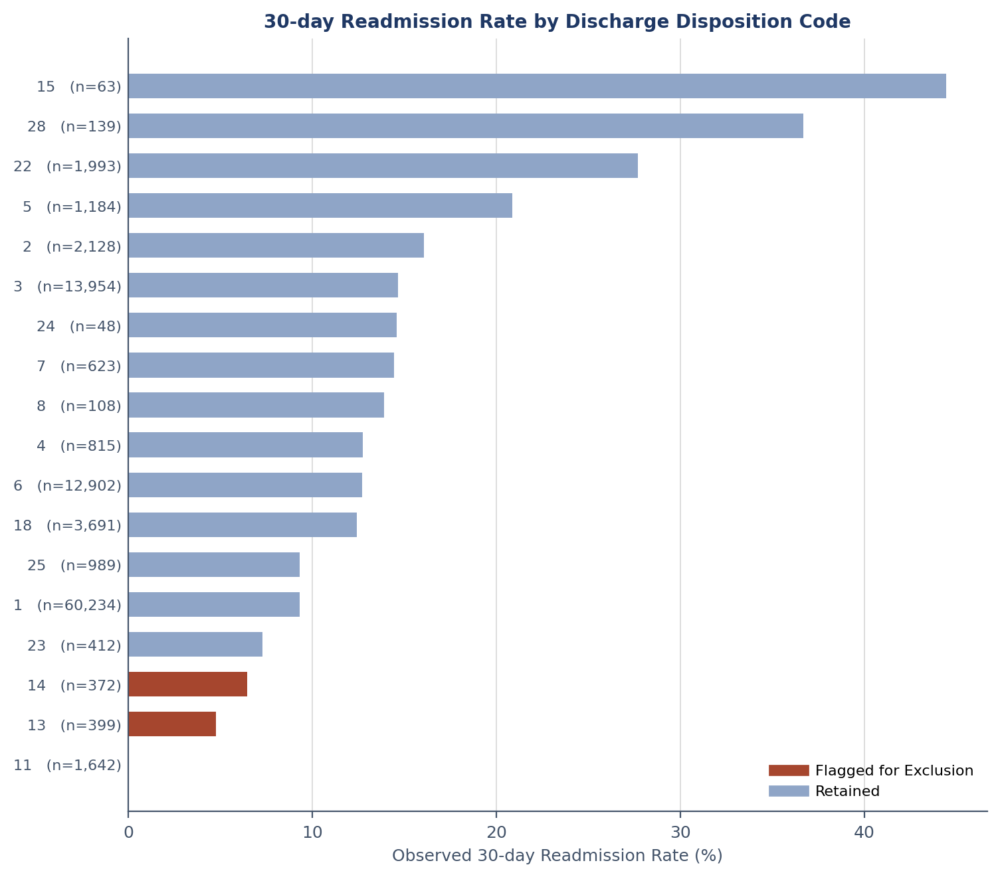 30-day Readmission Rate by Discharge Disposition Code
15 (n=63)
28 (n=139)
22 (n=1,993)
5 (n=1,184)
2 (n=2,128)
3 (n=13,954)
24 (n=48)
7 (n=623)
8 (n=108)
4 (n=815)
6 (n=12,902)
18 (n=3,691)
25 (n=989)
1 (n=60,234)
23 (n=412)
14 (n=372)
13 (n=399)
11 (n=1,642)
Flagged for Exclusion
Retained
0 10 20 30 40
Observed 30-day Readmission Rate (%)